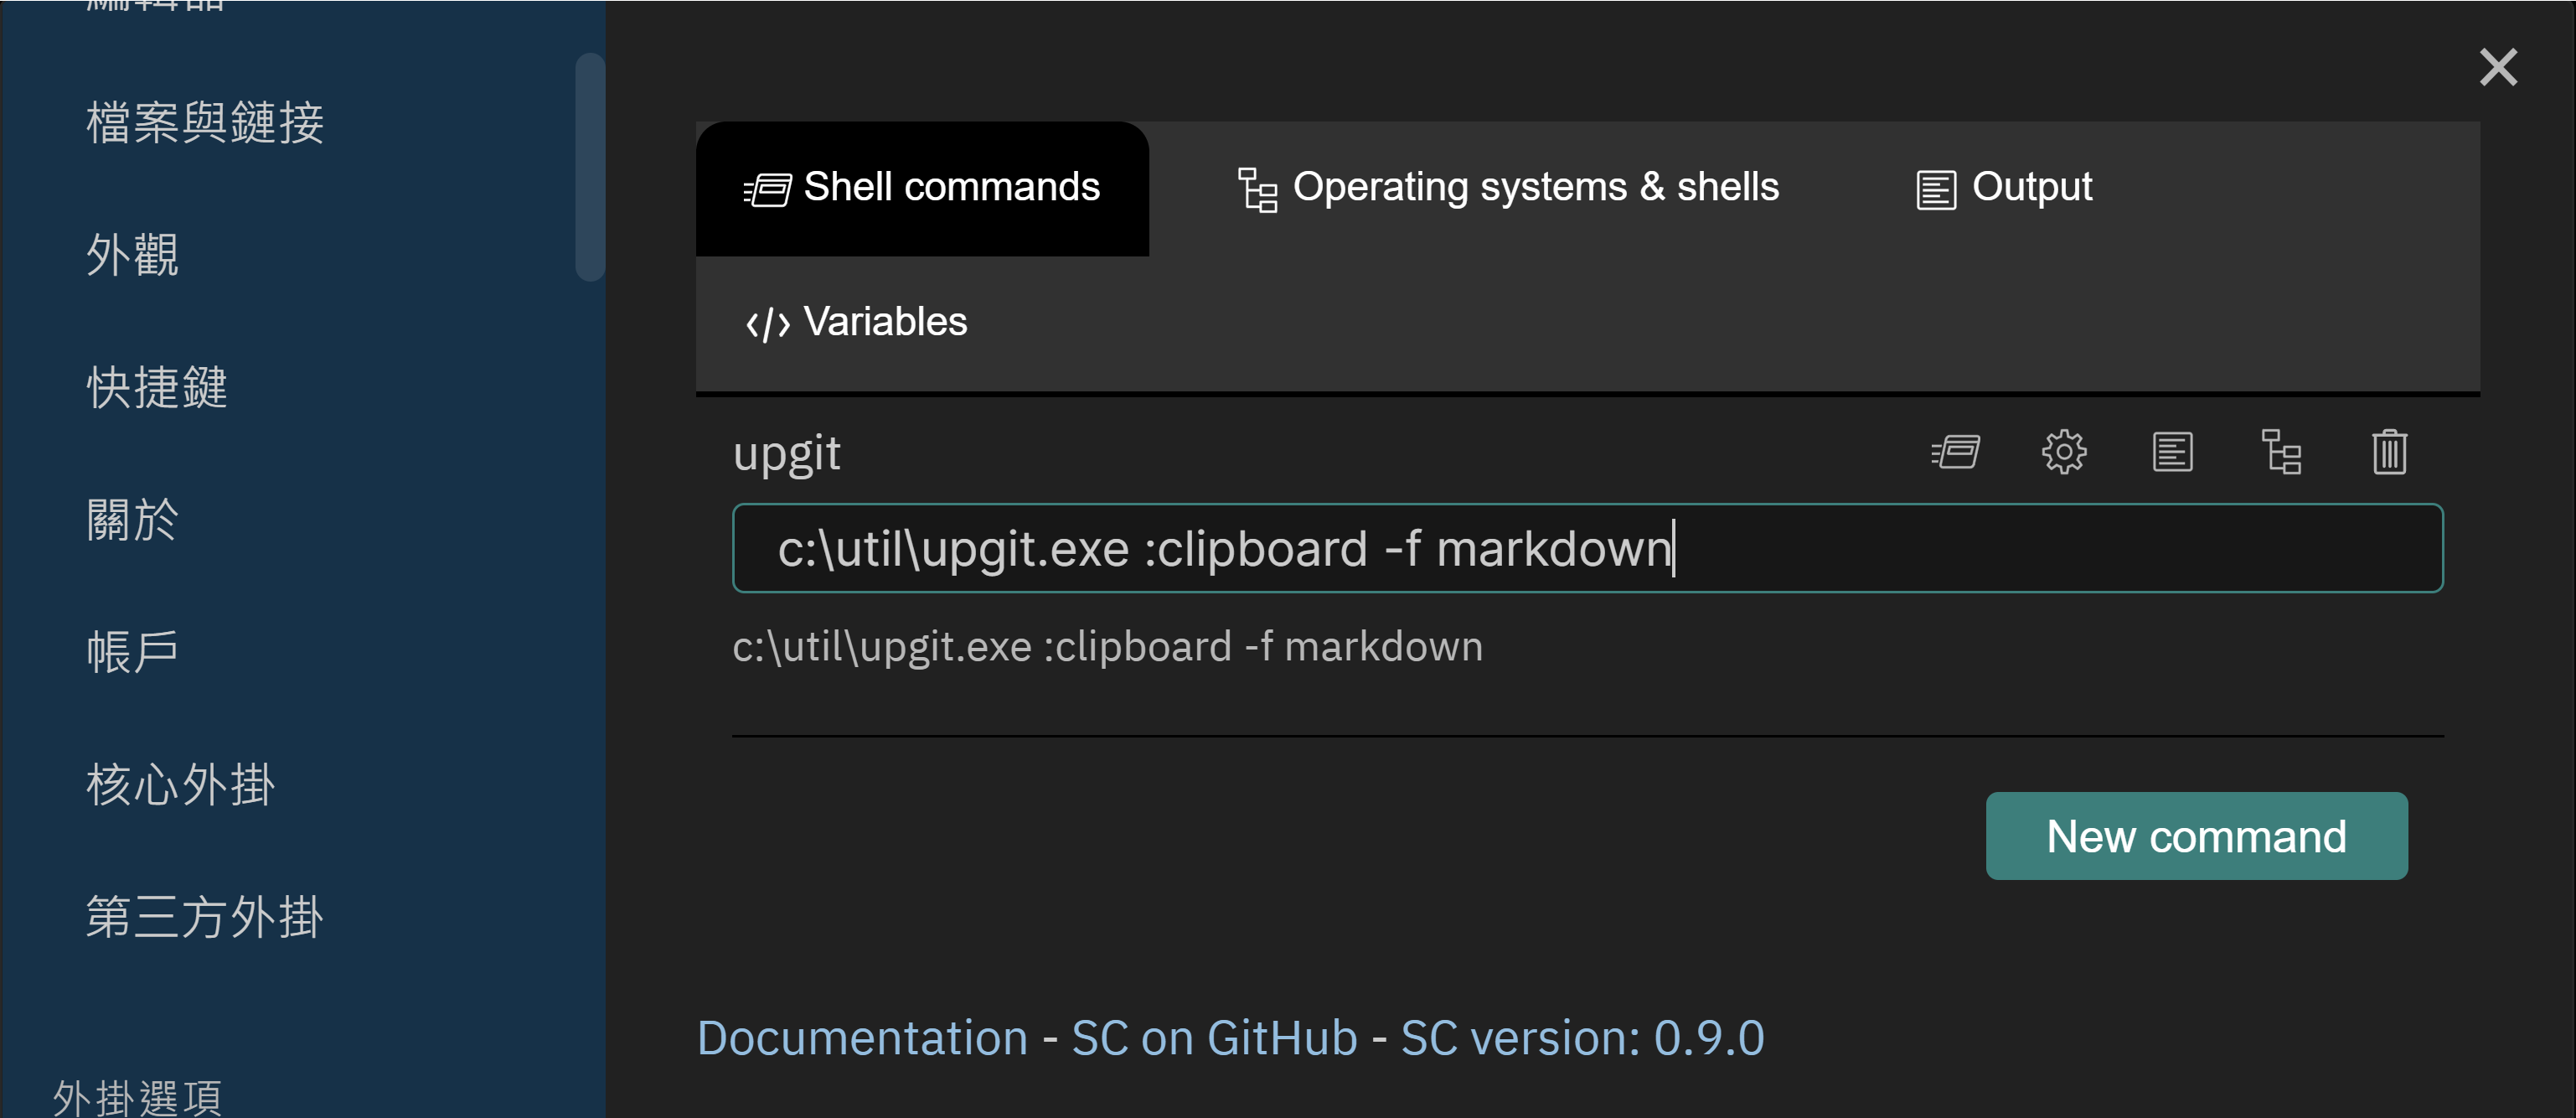 檔案與鏈接
外觀
快捷鍵
關於
帳戶
核心外掛
第三方外掛
外掛選項
Shell commands
Operating systems & shells
Output
Variables
upgit
c:\util\upgit.exe :clipboard -f markdown
c:\util\upgit.exe :clipboard -f markdown
New command
Documentation - SC on GitHub - SC version: 0.9.0